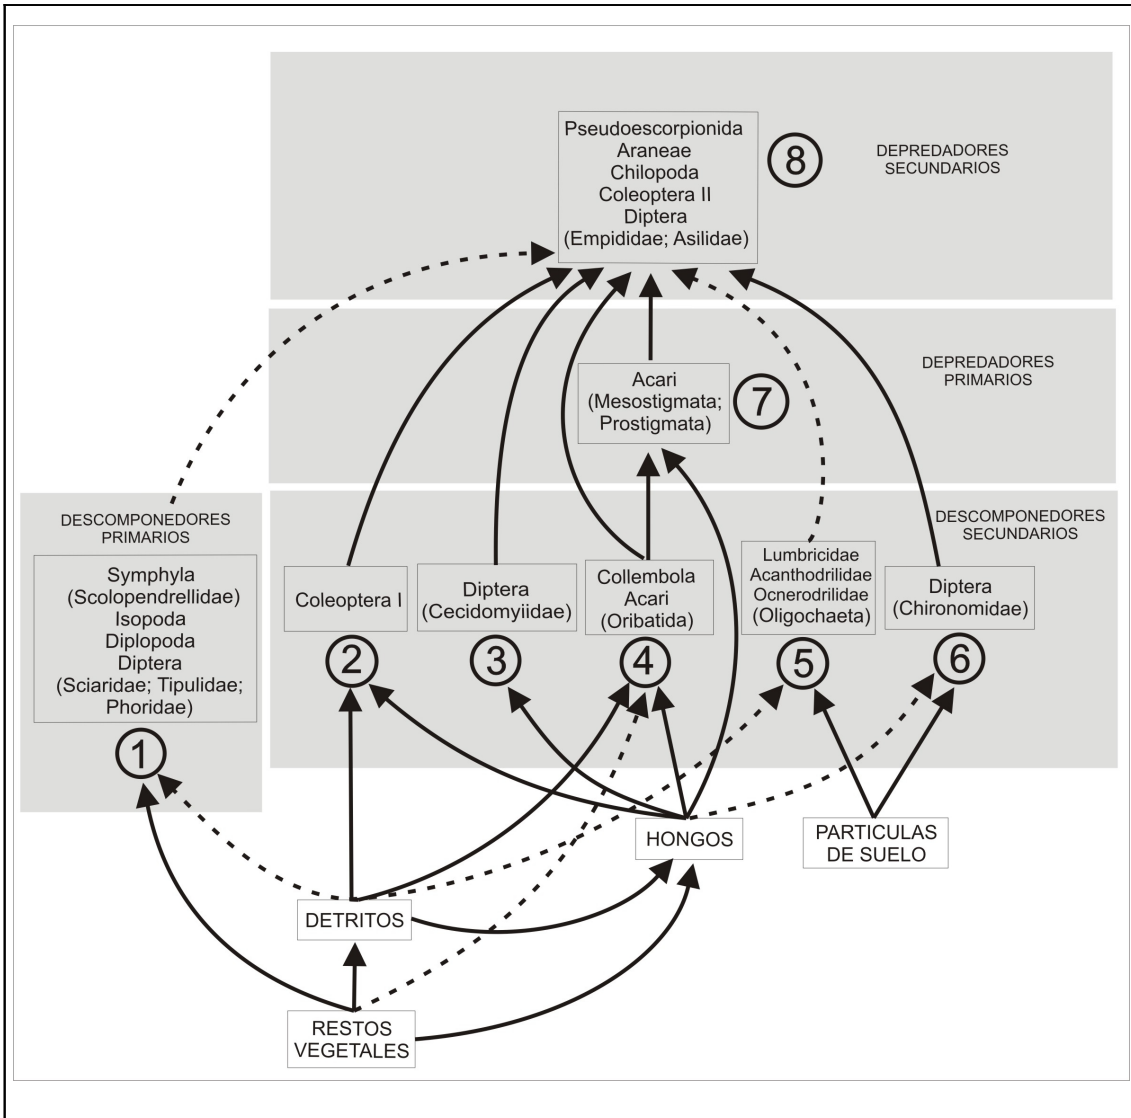 Pseudoescorpionida
Araneae
Chilopoda
Coleoptera II
Diptera
(Empididae; Asilidae)
8
DEPREDADORES
SECUNDARIOS
Acari
(Mesostigmata;
Prostigmata)
7
DEPREDADORES
PRIMARIOS
DESCOMPONEDORES
PRIMARIOS
Symphyla
(Scolopendrellidae)
Isopoda
Diplopoda
Diptera
(Sciaridae; Tipulidae;
Phoridae)
1
DESCOMPONEDORES
SECUNDARIOS
Coleoptera I
2
Diptera
(Cecidomyiidae)
3
Collembola
Acari
(Oribatida)
4
Lumbricidae
Acanthodrilidae
Ocnerodrilidae
(Oligochaeta)
5
Diptera
(Chironomidae)
6
HONGOS
PARTICULAS
DE SUELO
DETRITOS
RESTOS
VEGETALES